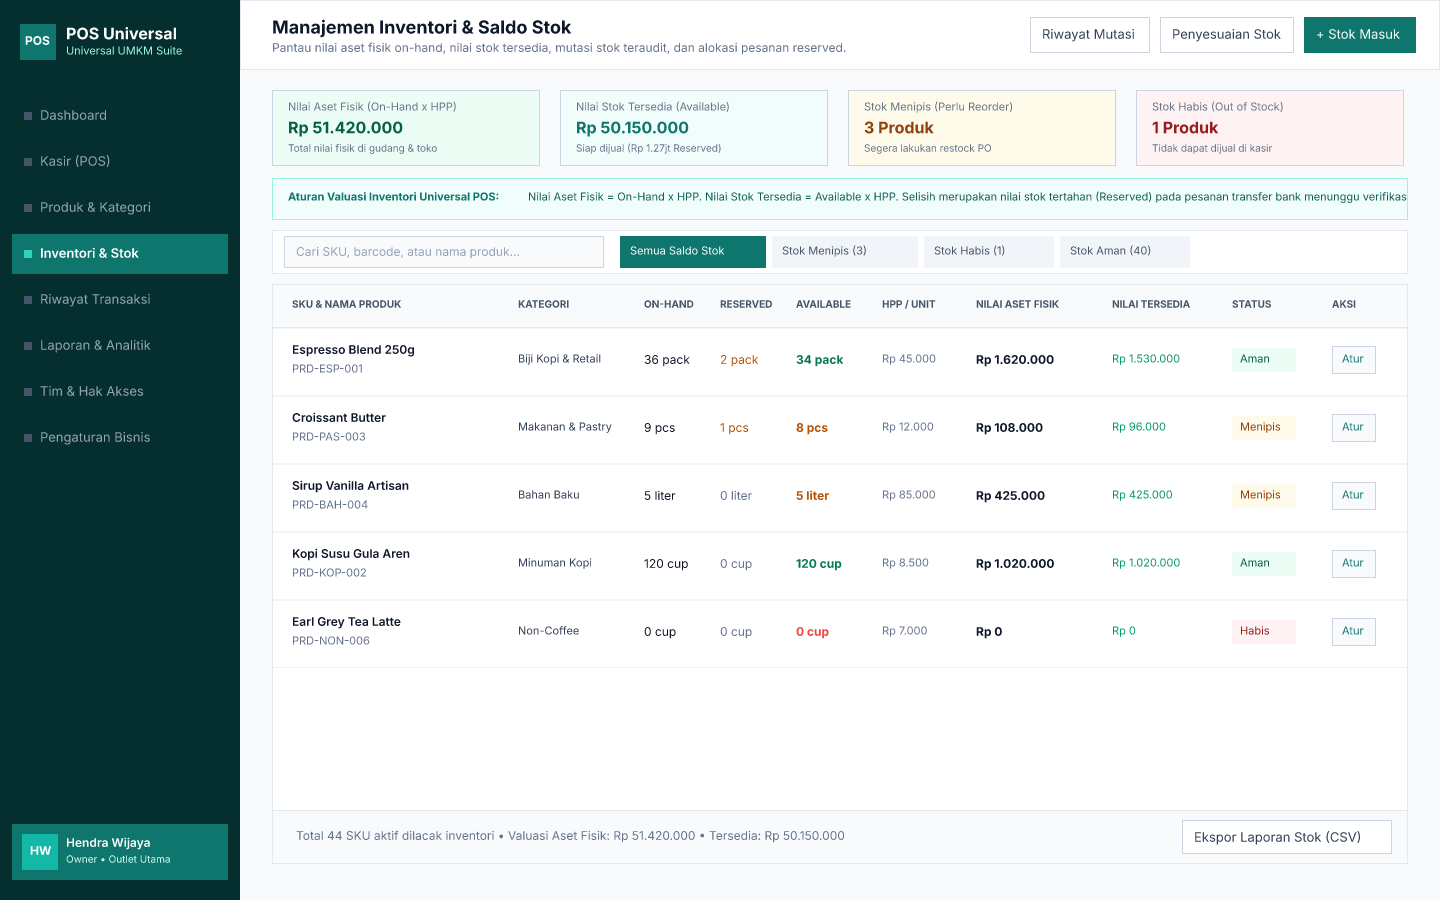 POS
POS Universal
Universal UMKM Suite
Dashboard
Kasir (POS)
Produk & Kategori
Inventori & Stok
Riwayat Transaksi
Laporan & Analitik
Tim & Hak Akses
Pengaturan Bisnis
HW
Hendra Wijaya
Owner • Outlet Utama
Manajemen Inventori & Saldo Stok
Pantau nilai aset fisik on-hand, nilai stok tersedia, mutasi stok teraudit, dan alokasi pesanan reserved.
Riwayat Mutasi
Penyesuaian Stok
+ Stok Masuk
Nilai Aset Fisik (On-Hand x HPP)
Rp 51.420.000
Total nilai fisik di gudang & toko
Nilai Stok Tersedia (Available)
Rp 50.150.000
Siap dijual (Rp 1.27jt Reserved)
Stok Menipis (Perlu Reorder)
3 Produk
Segera lakukan restock PO
Stok Habis (Out of Stock)
1 Produk
Tidak dapat dijual di kasir
Aturan Valuasi Inventori Universal POS: Nilai Aset Fisik = On-Hand x HPP. Nilai Stok Tersedia = Available x HPP. Selisih merupakan nilai stok tertahan (Reserved) pada pesanan transfer bank menunggu verifikas
Cari SKU, barcode, atau nama produk...
Semua Saldo Stok
Stok Menipis (3)
Stok Habis (1)
Stok Aman (40)
SKU & NAMA PRODUK KATEGORI ON-HAND RESERVED AVAILABLE HPP / UNIT NILAI ASET FISIK NILAI TERSEDIA STATUS AKSI
Espresso Blend 250g
PRD-ESP-001
Biji Kopi & Retail 36 pack 2 pack 34 pack Rp 45.000 Rp 1.620.000 Rp 1.530.000 Aman Atur
Croissant Butter
PRD-PAS-003
Makanan & Pastry 9 pcs 1 pcs 8 pcs Rp 12.000 Rp 108.000 Rp 96.000 Menipis Atur
Sirup Vanilla Artisan
PRD-BAH-004
Bahan Baku 5 liter 0 liter 5 liter Rp 85.000 Rp 425.000 Rp 425.000 Menipis Atur
Kopi Susu Gula Aren
PRD-KOP-002
Minuman Kopi 120 cup 0 cup 120 cup Rp 8.500 Rp 1.020.000 Rp 1.020.000 Aman Atur
Earl Grey Tea Latte
PRD-NON-006
Non-Coffee 0 cup 0 cup 0 cup Rp 7.000 Rp 0 Rp 0 Habis Atur
Total 44 SKU aktif dilacak inventori • Valuasi Aset Fisik: Rp 51.420.000 • Tersedia: Rp 50.150.000
Ekspor Laporan Stok (CSV)